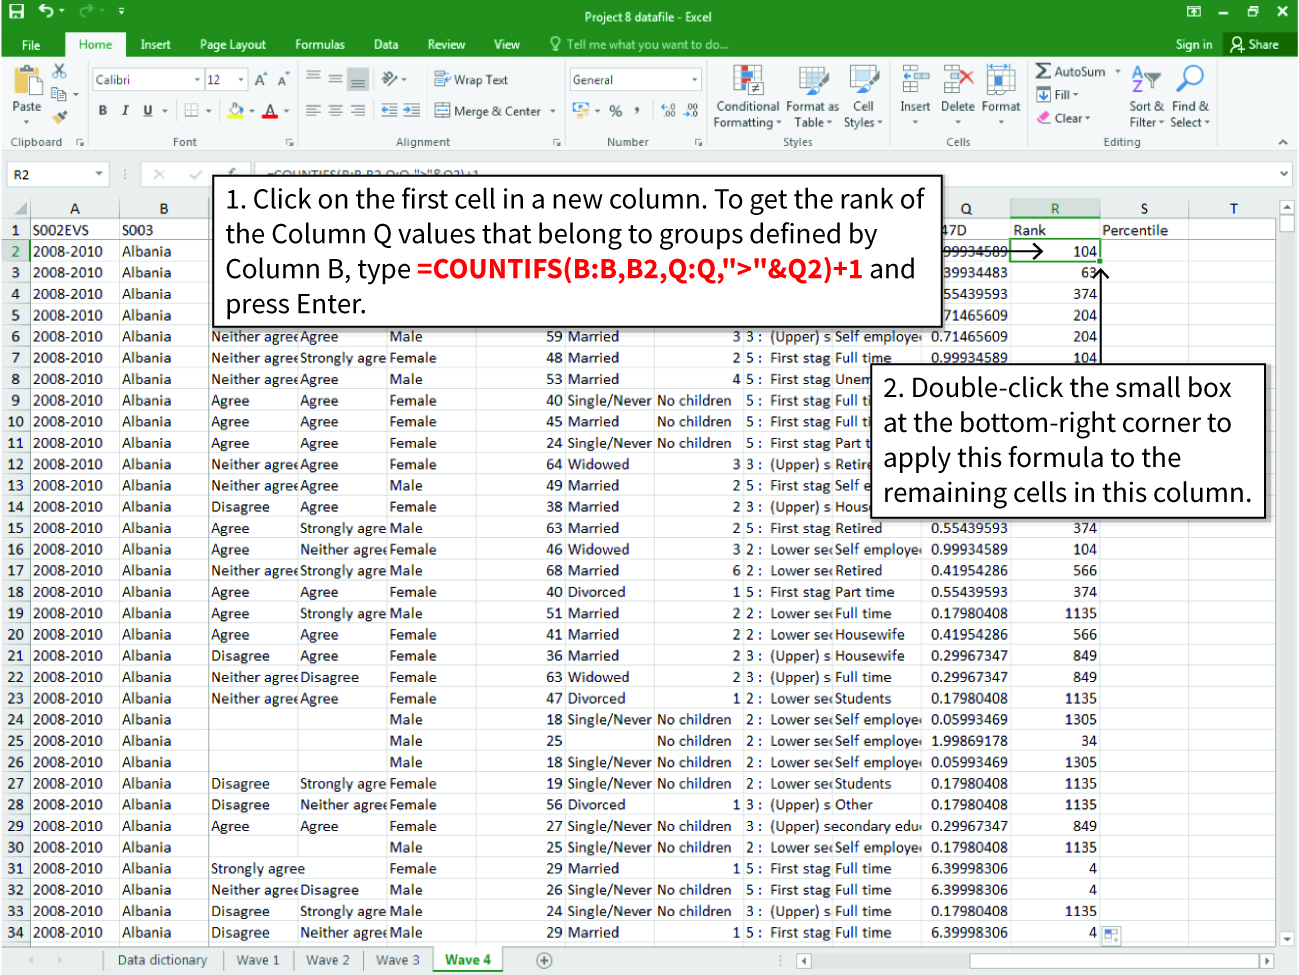 Project 8 datafile - Excel
File Home Insert Page Layout Formulas Data Review View Tell me what you want to do... Sign in Share
Calibri 12 Wrap Text General AutoSum
Paste B I U Merge & Center % Conditional Formatting Format as Table Cell Styles Insert Delete Format Fill Clear Sort & Filter Find & Select
Clipboard Font Alignment Number Styles Cells Editing
R2
1. Click on the first cell in a new column. To get the rank of
the Column Q values that belong to groups defined by
Column B, type =COUNTIFS(B:B,B2,Q:Q,">"&Q2)+1 and
press Enter.
A B Q R S T
1 S002EVS S003 47D Rank Percentile
2 2008-2010 Albania .99934589 104
3 2008-2010 Albania .39934483 63
4 2008-2010 Albania .55439593 374
5 2008-2010 Albania .71465609 204
6 2008-2010 Albania Neither agree Agree Male 59 Married 3 3 : (Upper) s Self employe 0.71465609 204
7 2008-2010 Albania Neither agree Strongly agre Female 48 Married 2 5 : First stag Full time 0.99934589 104
2. Double-click the small box
at the bottom-right corner to
apply this formula to the
remaining cells in this column.
8 2008-2010 Albania Neither agree Agree Male 53 Married 4 5 : First stag Unem
9 2008-2010 Albania Agree Agree Female 40 Single/Never No children 5 : First stag Full ti
10 2008-2010 Albania Agree Agree Female 45 Married No children 5 : First stag Full ti
11 2008-2010 Albania Agree Agree Female 24 Single/Never No children 5 : First stag Part t
12 2008-2010 Albania Neither agree Agree Female 64 Widowed 3 3 : (Upper) s Retire
13 2008-2010 Albania Neither agree Agree Male 49 Married 2 5 : First stag Self e
14 2008-2010 Albania Disagree Agree Female 38 Married 2 3 : (Upper) s Hous
15 2008-2010 Albania Agree Strongly agre Male 63 Married 2 5 : First stag Retired 0.55439593 374
16 2008-2010 Albania Agree Neither agree Female 46 Widowed 3 2 : Lower sec Self employe 0.99934589 104
17 2008-2010 Albania Neither agree Strongly agre Male 68 Married 6 2 : Lower sec Retired 0.41954286 566
18 2008-2010 Albania Agree Agree Female 40 Divorced 1 5 : First stag Part time 0.55439593 374
19 2008-2010 Albania Agree Strongly agre Male 51 Married 2 2 : Lower sec Full time 0.17980408 1135
20 2008-2010 Albania Agree Agree Female 41 Married 2 2 : Lower sec Housewife 0.41954286 566
21 2008-2010 Albania Disagree Agree Female 36 Married 2 3 : (Upper) s Housewife 0.29967347 849
22 2008-2010 Albania Neither agree Disagree Female 63 Widowed 2 3 : (Upper) s Full time 0.29967347 849
23 2008-2010 Albania Neither agree Agree Female 47 Divorced 1 2 : Lower sec Students 0.17980408 1135
24 2008-2010 Albania Male 18 Single/Never No children 2 : Lower sec Self employe 0.05993469 1305
25 2008-2010 Albania Male 25 No children 2 : Lower sec Self employe 1.99869178 34
26 2008-2010 Albania Male 18 Single/Never No children 2 : Lower sec Self employe 0.05993469 1305
27 2008-2010 Albania Disagree Strongly agre Female 19 Single/Never No children 2 : Lower sec Students 0.17980408 1135
28 2008-2010 Albania Disagree Neither agree Female 56 Divorced 1 3 : (Upper) s Other 0.17980408 1135
29 2008-2010 Albania Agree Agree Female 27 Single/Never No children 3 : (Upper) secondary edu 0.29967347 849
30 2008-2010 Albania Male 25 Single/Never No children 2 : Lower sec Self employe 0.17980408 1135
31 2008-2010 Albania Strongly agree Female 29 Married 1 5 : First stag Full time 6.39998306 4
32 2008-2010 Albania Neither agree Disagree Male 26 Single/Never No children 5 : First stag Full time 6.39998306 4
33 2008-2010 Albania Disagree Strongly agre Male 24 Single/Never No children 3 : (Upper) s Full time 0.17980408 1135
34 2008-2010 Albania Disagree Neither agree Male 29 Married 1 5 : First stag Full time 6.39998306 4
Data dictionary Wave 1 Wave 2 Wave 3 Wave 4